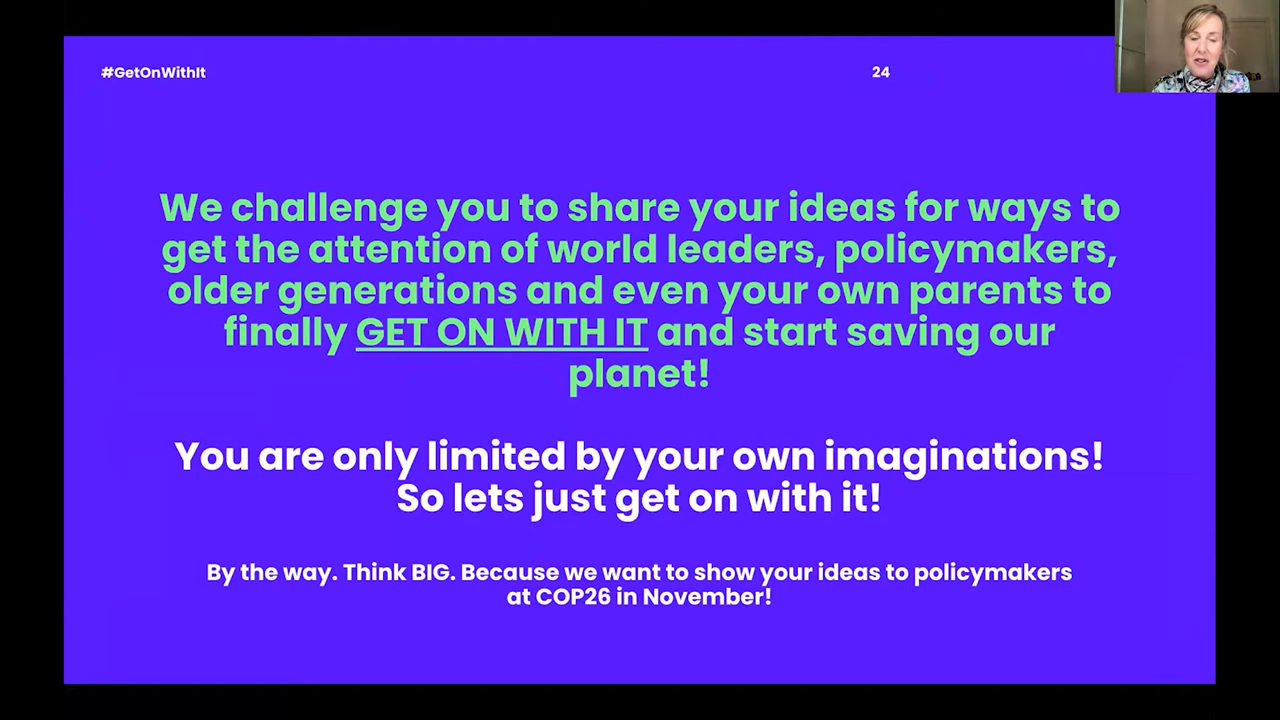 #GetOnWithIt
24
We challenge you to share your ideas for ways to
get the attention of world leaders, policymakers,
older generations and even your own parents to
finally GET ON WITH IT and start saving our
planet!
You are only limited by your own imaginations!
So lets just get on with it!
By the way. Think BIG. Because we want to show your ideas to policymakers
at COP26 in November!